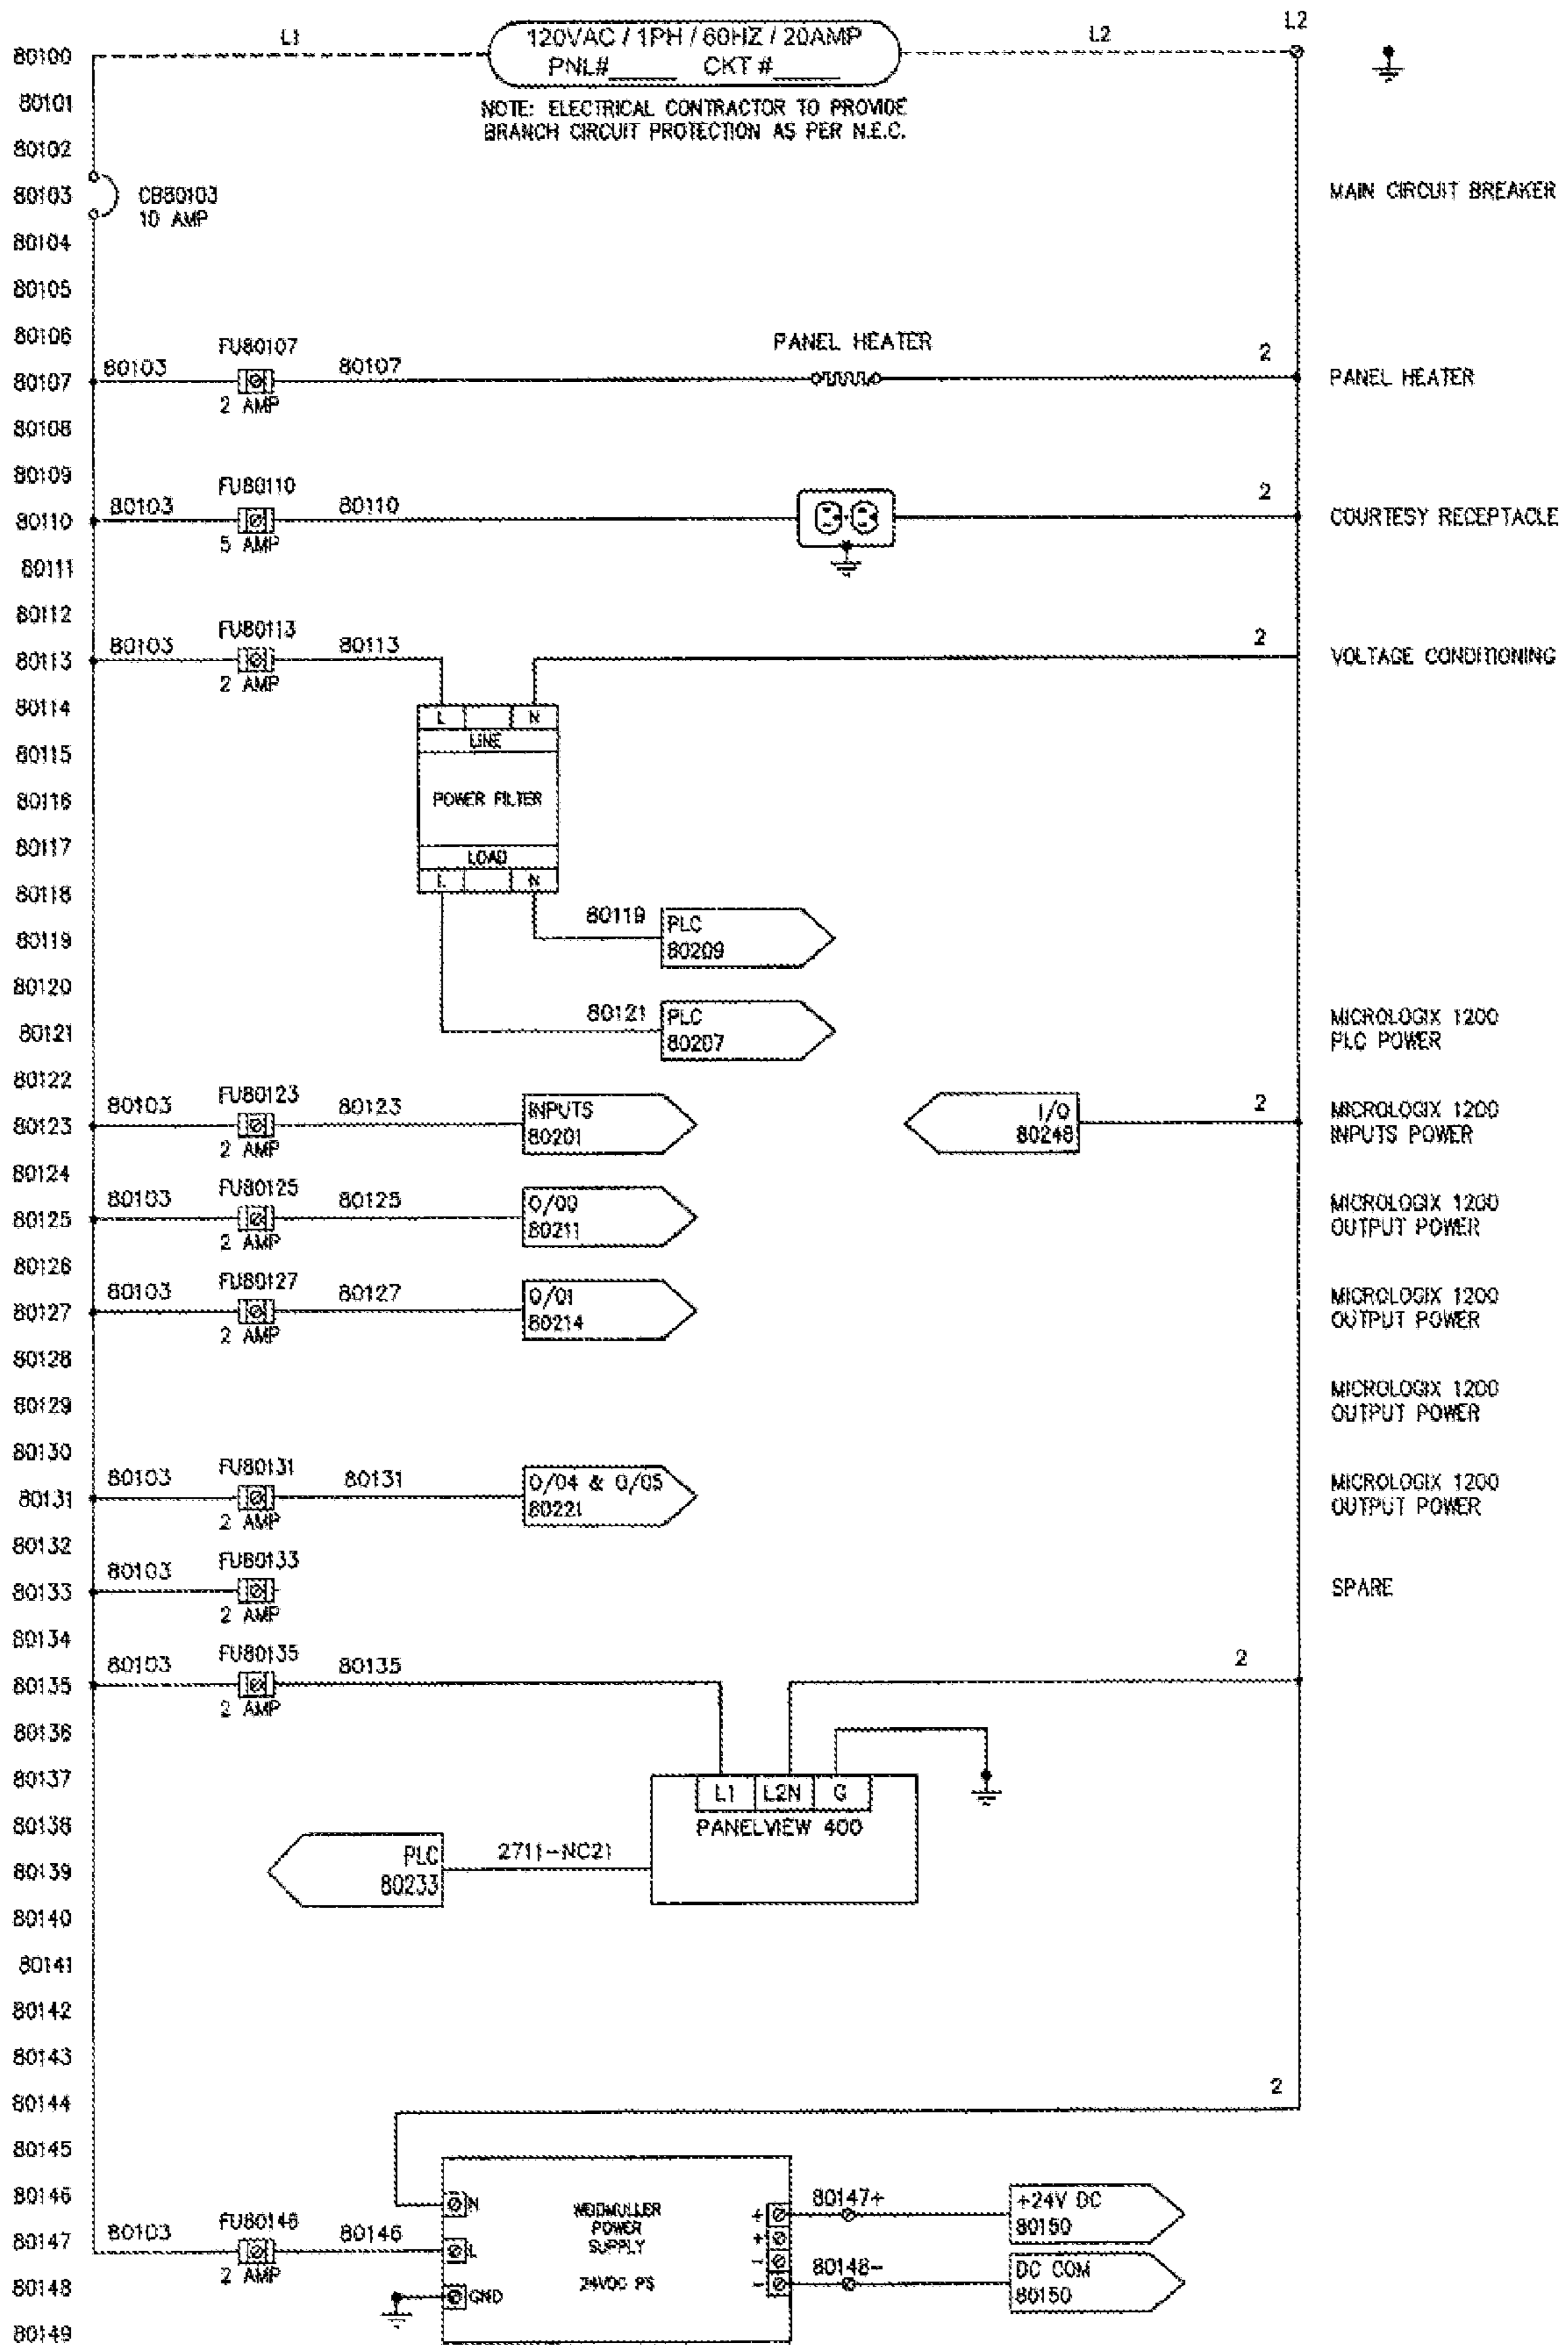 L1
120VAC / 1PH / 60HZ / 20AMP
PNL#_____ CKT #_____
L2
L2
80100
NOTE: ELECTRICAL CONTRACTOR TO PROVIDE
BRANCH CIRCUIT PROTECTION AS PER N.E.C.
80101
80102
80103
CB80103
10 AMP
MAIN CIRCUIT BREAKER
80104
80105
80106
80107
80103
FU80107
2 AMP
80107
PANEL HEATER
2
PANEL HEATER
80108
80109
80110
80103
FU80110
5 AMP
80110
2
COURTESY RECEPTACLE
80111
80112
80113
80103
FU80113
2 AMP
80113
2
VOLTAGE CONDITIONING
80114
L N
LINE
80115
80116
POWER FILTER
80117
LOAD
L N
80118
80119
80119
PLC
80209
80120
80121
80121
PLC
80207
MICROLOGIX 1200
PLC POWER
80122
80123
80103
FU80123
2 AMP
80123
INPUTS
80201
I/O
80248
2
MICROLOGIX 1200
INPUTS POWER
80124
80125
80103
FU80125
2 AMP
80125
O/00
80211
MICROLOGIX 1200
OUTPUT POWER
80126
80127
80103
FU80127
2 AMP
80127
O/01
80214
MICROLOGIX 1200
OUTPUT POWER
80128
80129
MICROLOGIX 1200
OUTPUT POWER
80130
80131
80103
FU80131
2 AMP
80131
O/04 & O/05
80221
MICROLOGIX 1200
OUTPUT POWER
80132
80133
80103
FU80133
2 AMP
SPARE
80134
80135
80103
FU80135
2 AMP
80135
2
80136
80137
L1 L2N G
PANELVIEW 400
80138
80139
PLC
80233
2711-NC21
80140
80141
80142
80143
80144
2
80145
80146
N
WEIDMULLER
POWER
SUPPLY
24VDC PS
+
+
-
-
80147+
+24V DC
80150
80147
80103
FU80146
2 AMP
80146
L
80148
GND
80148-
DC COM
80150
80149